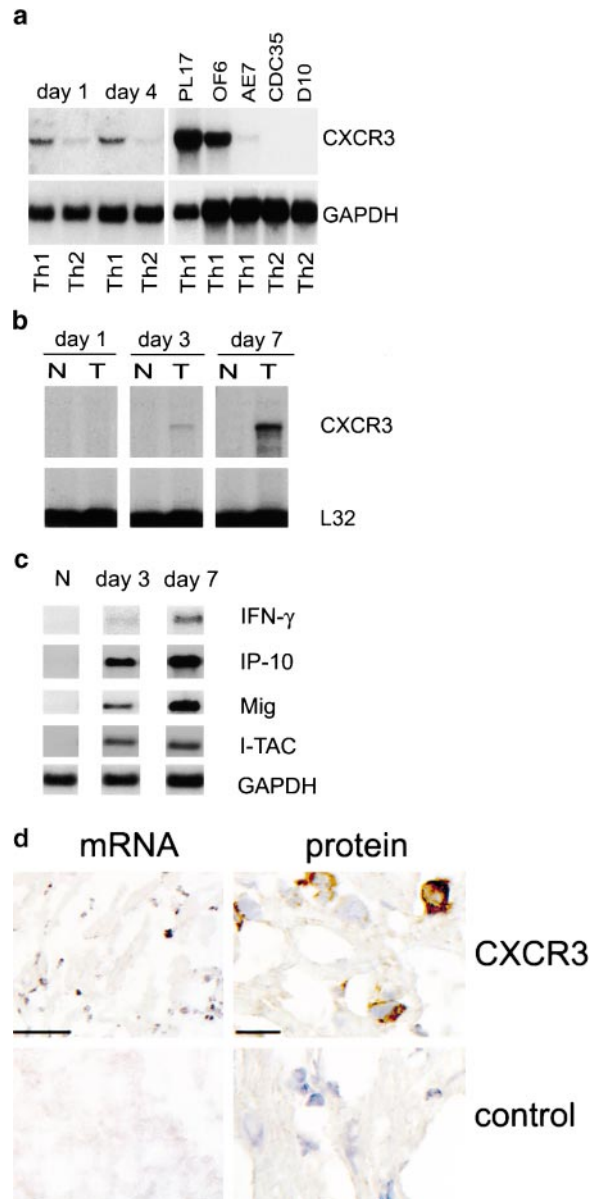 a
day 1 day 4 PL17 OF6 AE7 CDC35 D10
CXCR3
GAPDH
Th1 Th2 Th1 Th2 Th1 Th1 Th1 Th2 Th2
b
day 1 day 3 day 7
N T N T N T
CXCR3
L32
c
N day 3 day 7
IFN-γ
IP-10
Mig
I-TAC
GAPDH
d
mRNA protein
CXCR3
control